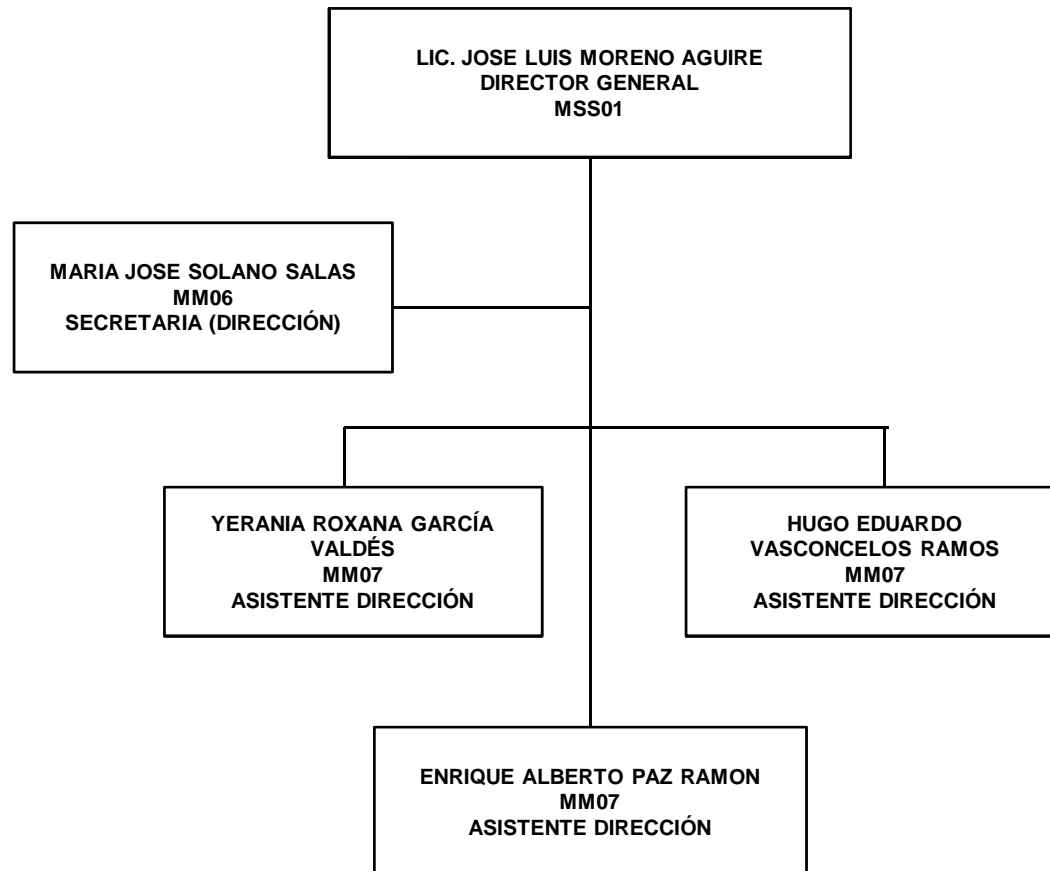 LIC. JOSE LUIS MORENO AGUIRE
DIRECTOR GENERAL
MSS01
MARIA JOSE SOLANO SALAS
MM06
SECRETARIA (DIRECCIÓN)
YERANIA ROXANA GARCÍA
VALDÉS
MM07
ASISTENTE DIRECCIÓN
HUGO EDUARDO
VASCONCELOS RAMOS
MM07
ASISTENTE DIRECCIÓN
ENRIQUE ALBERTO PAZ RAMON
MM07
ASISTENTE DIRECCIÓN